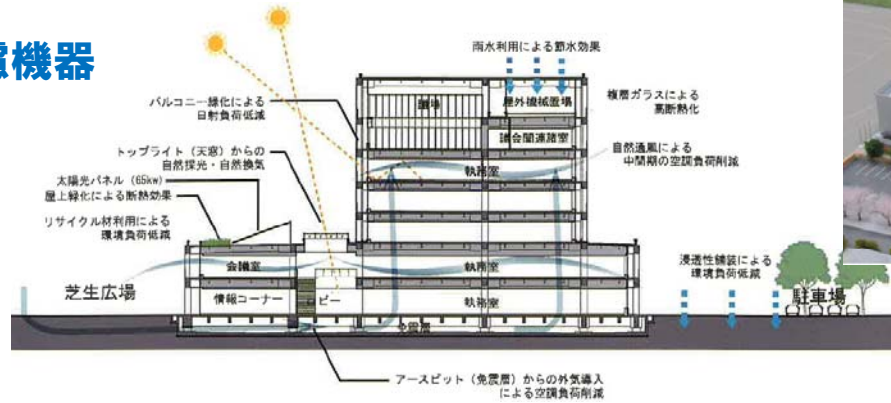 慮機器
雨水利用による節水効果
バルコニー緑化による
日射負荷低減
議場
屋外機械置場
複層ガラスによる
高断熱化
議会関連諸室
トップライト（天窓）からの
自然採光・自然換気
自然通風による
中間期の空調負荷削減
執務室
太陽光パネル（65kw）
屋上緑化による断熱効果
リサイクル材利用による
環境負荷低減
会議室
執務室
浸透性舗装による
環境負荷低減
芝生広場
情報コーナー
ロビー
執務室
駐車場
免震層
アースピット（免震層）からの外気導入
による空調負荷削減